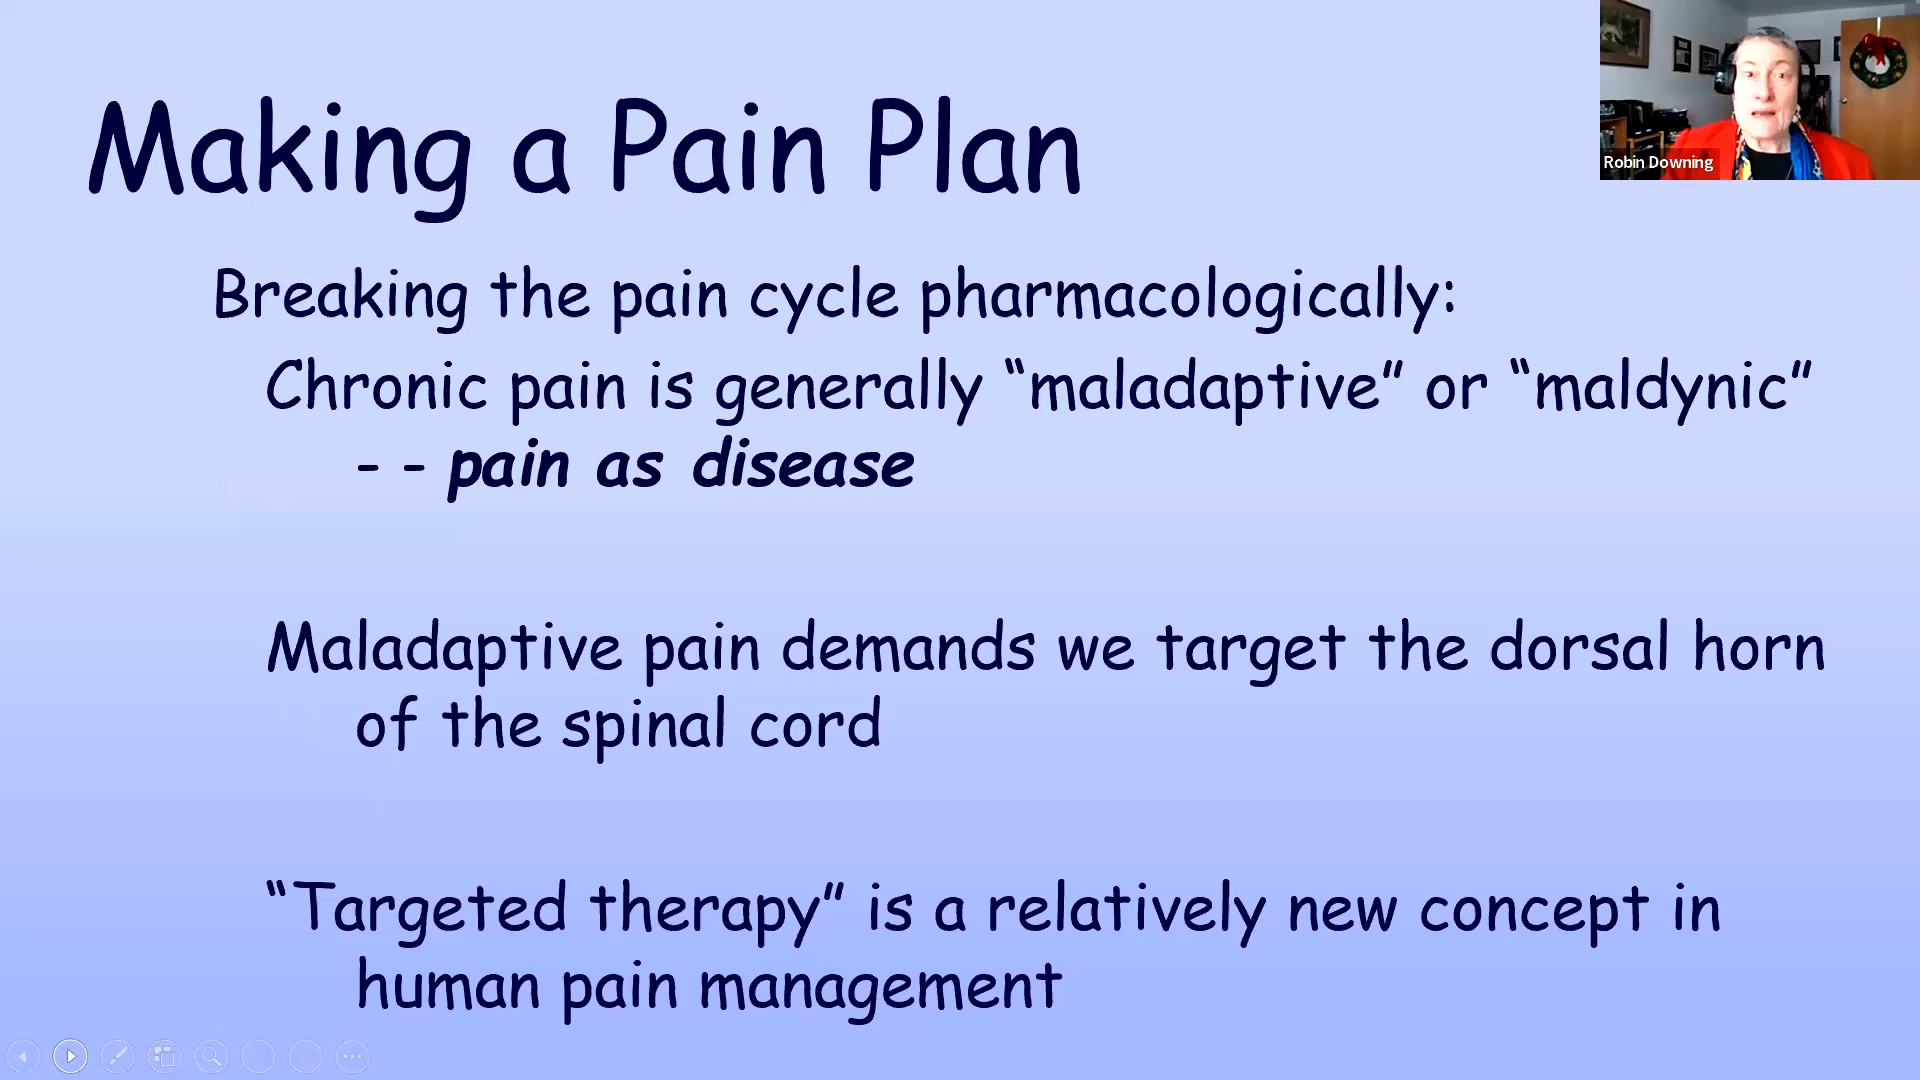 Making a Pain Plan
Robin Downing
Breaking the pain cycle pharmacologically:
Chronic pain is generally “maladaptive” or “maldynic”
- - pain as disease
Maladaptive pain demands we target the dorsal horn
of the spinal cord
“Targeted therapy” is a relatively new concept in
human pain management